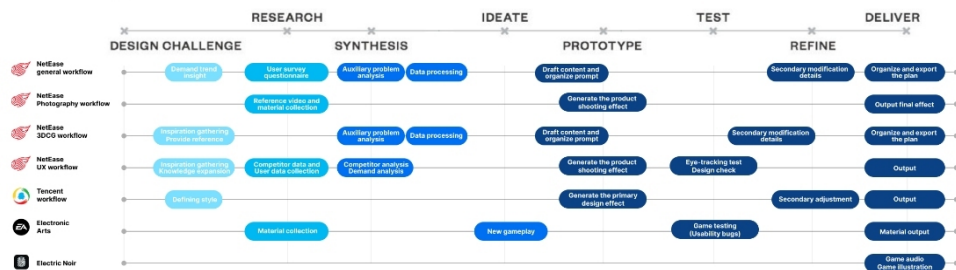 RESEARCH
IDEATE
TEST
DELIVER
DESIGN CHALLENGE
SYNTHESIS
PROTOTYPE
REFINE
NetEase
general workflow
Demand trend
insight
User survey
questionnaire
Auxiliary problem
analysis
Data processing
Draft content and
organize prompt
Secondary modification
details
Organize and export
the plan
NetEase
Photography workflow
Reference video and
material collection
Generate the product
shooting effect
Output final effect
NetEase
3DCG workflow
Inspiration gathering
Provide reference
Auxiliary problem
analysis
Data processing
Draft content and
organize prompt
Secondary modification
details
Organize and export
the plan
NetEase
UX workflow
Inspiration gathering
Knowledge expansion
Competitor data and
User data collection
Competitor analysis
Demand analysis
Generate the product
shooting effect
Eye-tracking test
Design check
Output
Tencent
workflow
Defining style
Generate the primary
design effect
Secondary adjustment
Output
EA
Electronic
Arts
Material collection
New gameplay
Game testing
(Usability bugs)
Material output
Electric Noir
Game audio
Game illustration